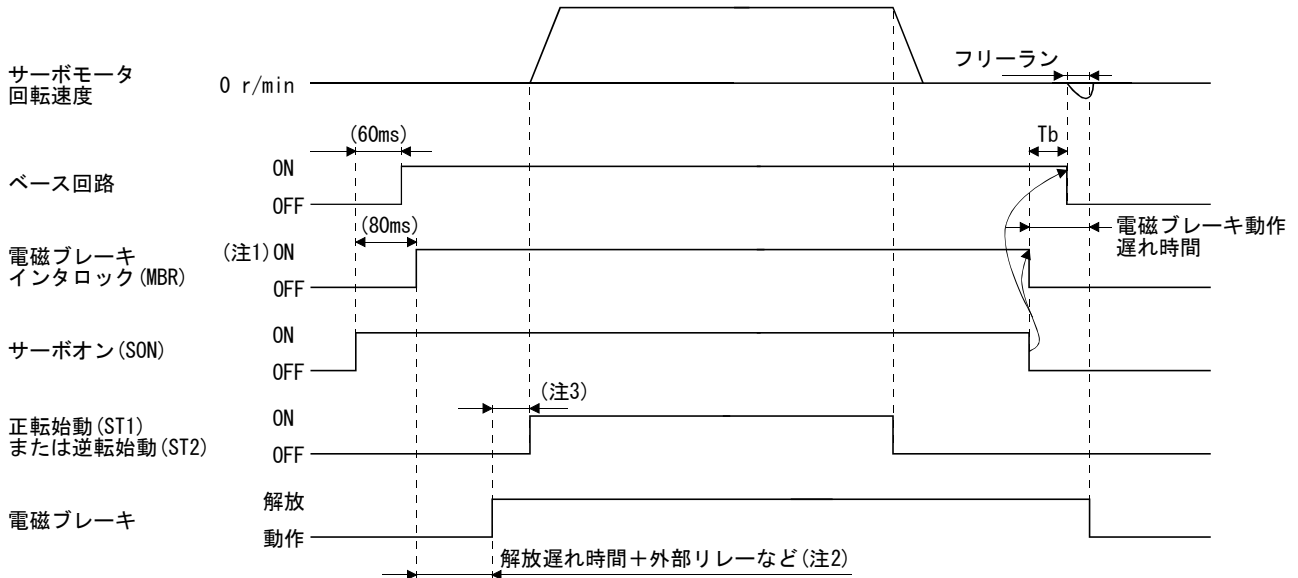 サーボモータ
回転速度
0 r/min
フリーラン
(60ms)
Tb
ベース回路
ON
OFF
(80ms)
電磁ブレーキ動作
遅れ時間
電磁ブレーキ
インタロック(MBR)
(注1)ON
OFF
サーボオン(SON)
ON
OFF
(注3)
正転始動(ST1)
または逆転始動(ST2)
ON
OFF
電磁ブレーキ
解放
動作
解放遅れ時間+外部リレーなど(注2)